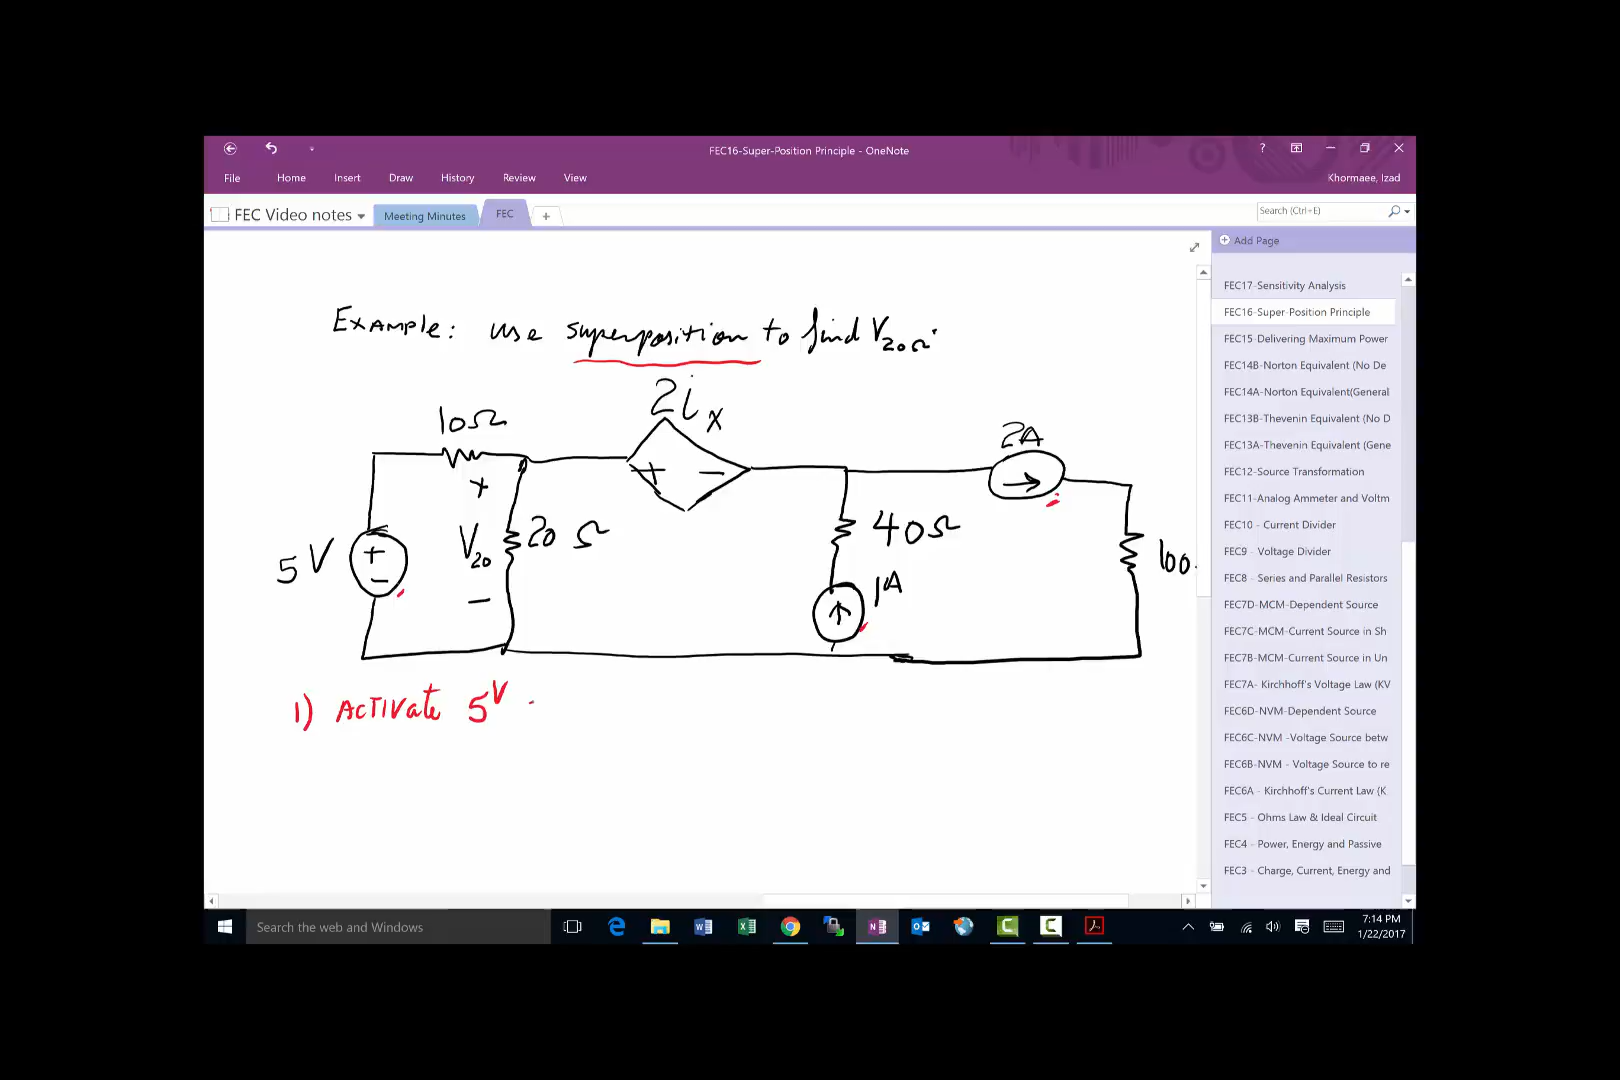 FEC16-Super-Position Principle - OneNote
?
File Home Insert Draw History Review View
Khormaee, Izad
FEC Video notes
Meeting Minutes
FEC
+
Search (Ctrl+E)
Add Page
FEC17-Sensitivity Analysis
FEC16-Super-Position Principle
FEC15-Delivering Maximum Power
FEC14B-Norton Equivalent (No De
FEC14A-Norton Equivalent(General
FEC13B-Thevenin Equivalent (No D
FEC13A-Thevenin Equivalent (Gene
FEC12-Source Transformation
FEC11-Analog Ammeter and Voltm
FEC10 - Current Divider
FEC9 - Voltage Divider
FEC8 - Series and Parallel Resistors
FEC7D-MCM-Dependent Source
FEC7C-MCM-Current Source in Sh
FEC7B-MCM-Current Source in Un
FEC7A- Kirchhoff's Voltage Law (KV
FEC6D-NVM-Dependent Source
FEC6C-NVM -Voltage Source betw
FEC6B-NVM - Voltage Source to re
FEC6A - Kirchhoff's Current Law (K
FEC5 - Ohms Law & Ideal Circuit
FEC4 - Power, Energy and Passive
FEC3 - Charge, Current, Energy and
Example: use superposition to find V20Ω.
2ix
10Ω
2A
+
+ −
5V
+
−
V20
20Ω
40Ω
100
−
1A
1) Activate 5V
Search the web and Windows
7:14 PM
1/22/2017